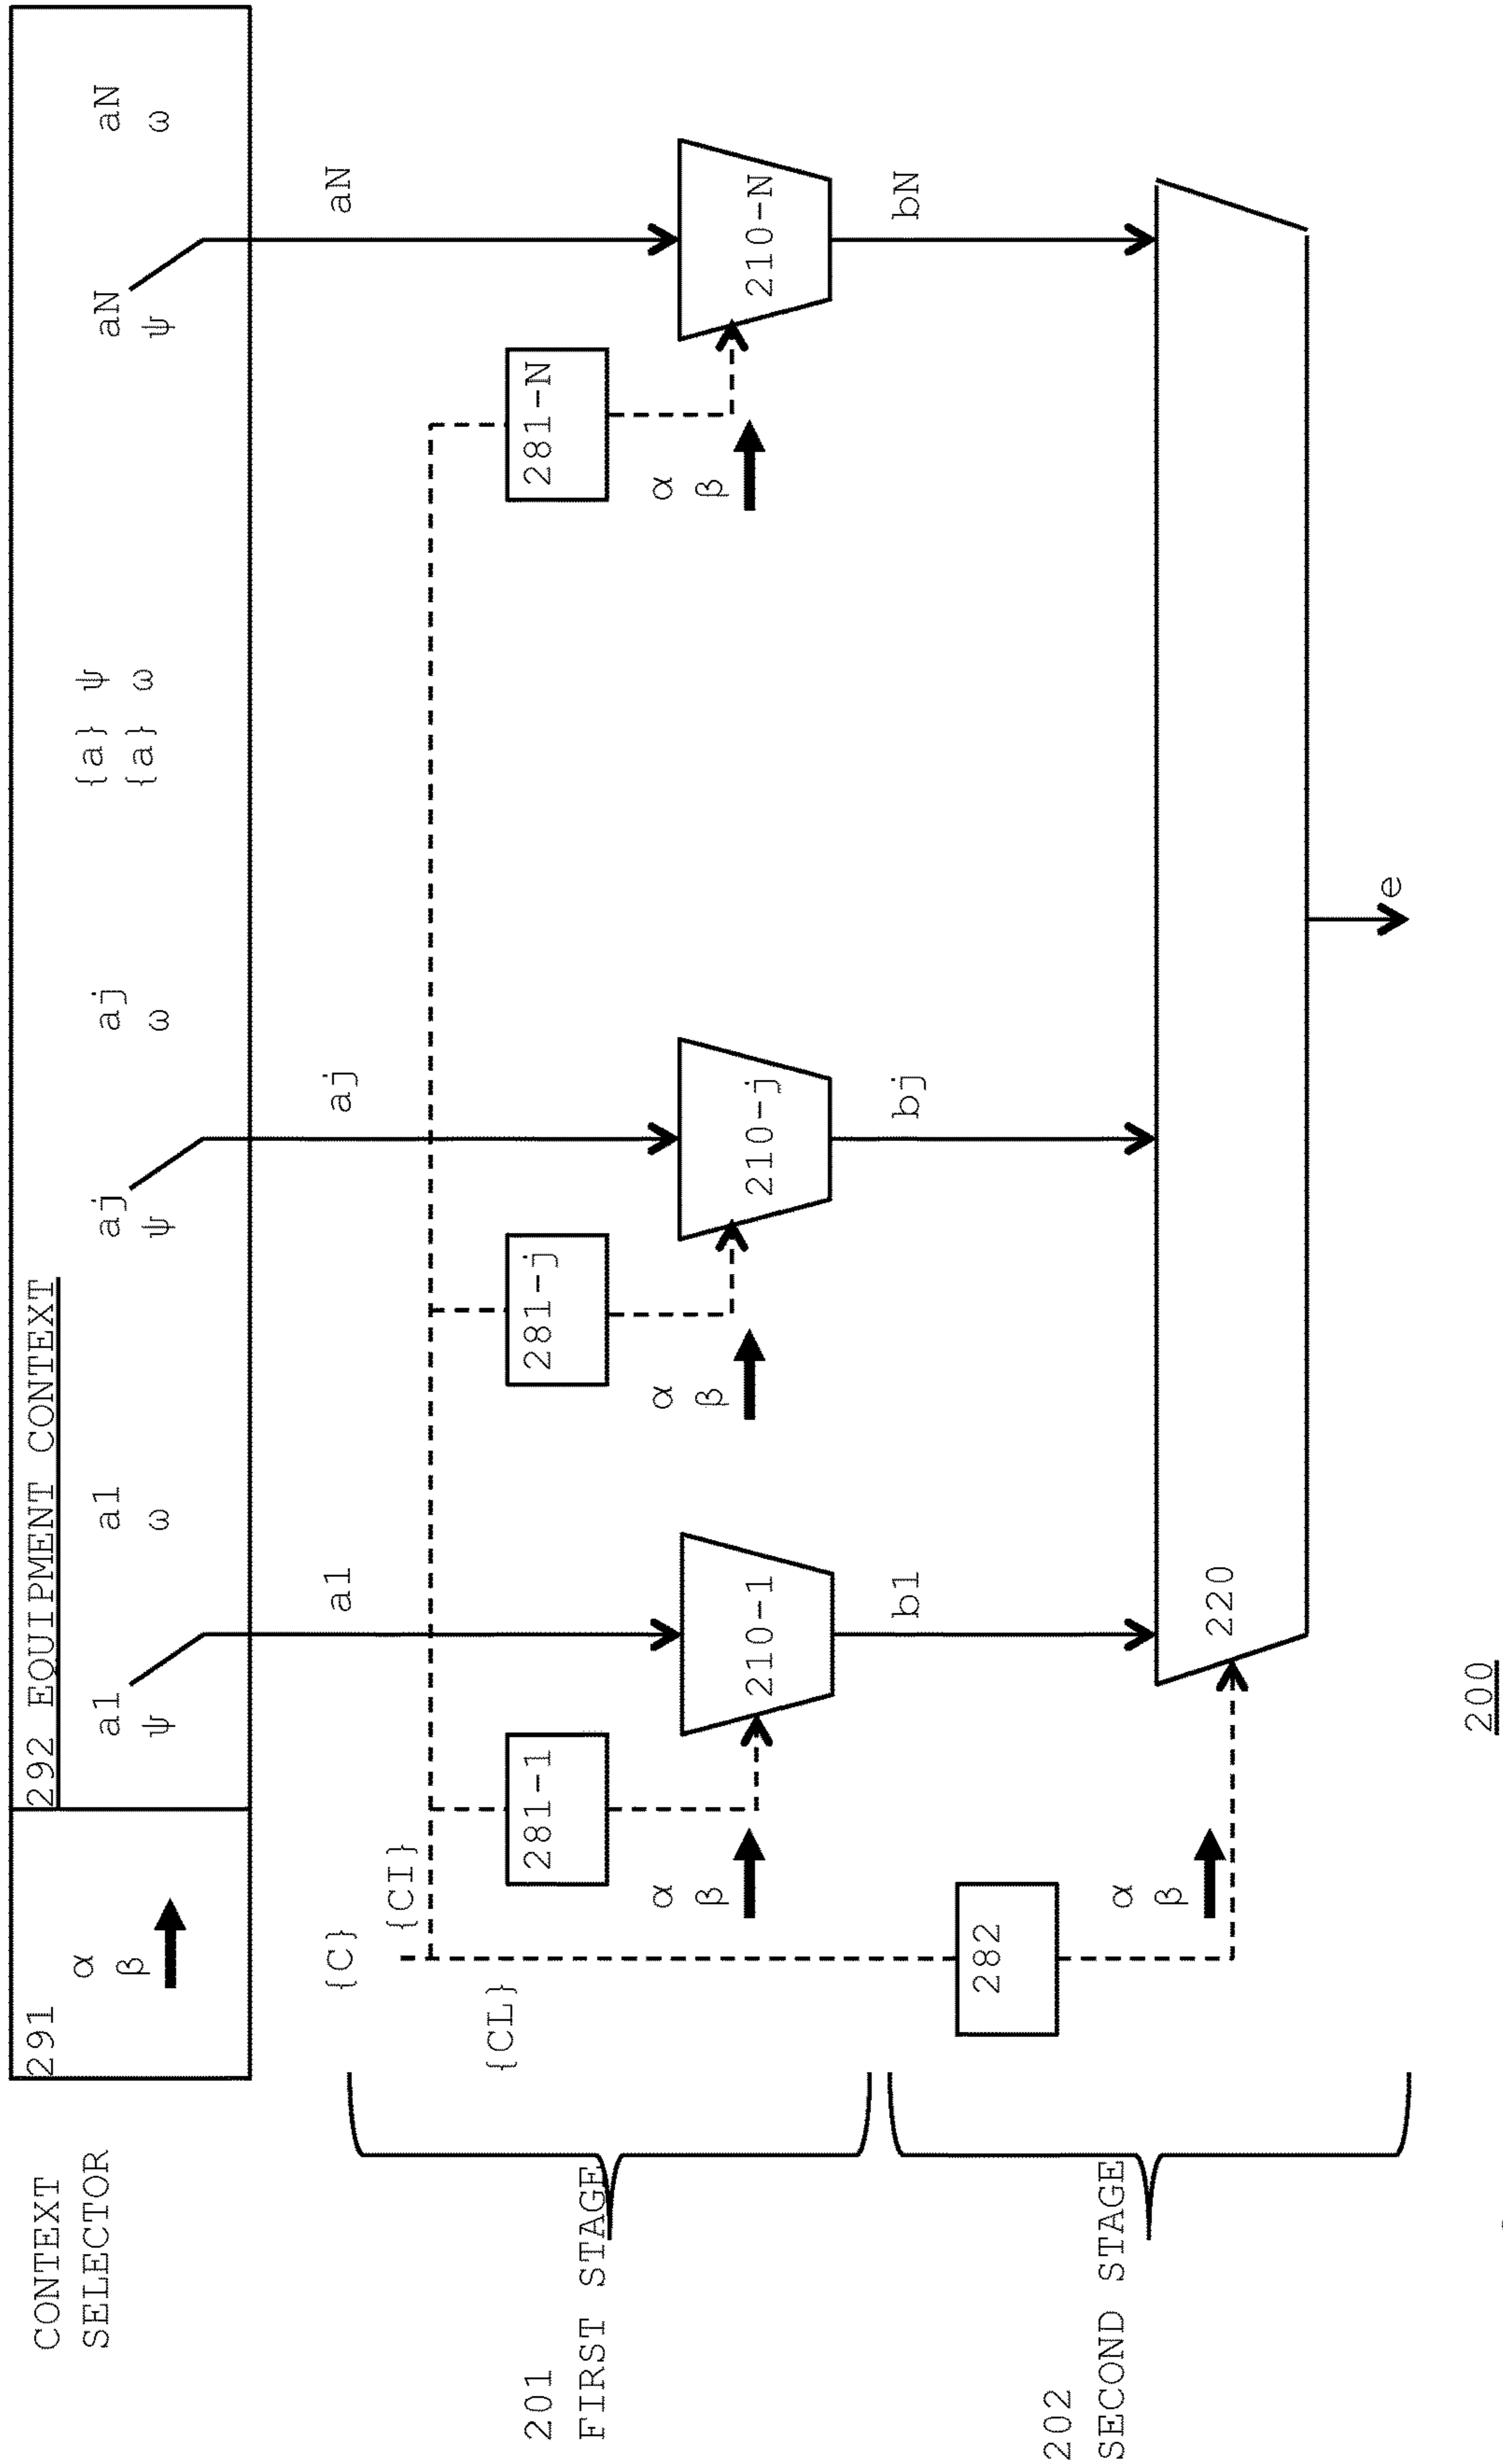 CONTEXT
SELECTOR
291
α
β
292 EQUIPMENT CONTEXT
a1
ψ
a1
ω
aj
ψ
aj
ω
{a} ψ
{a} ω
aN
ψ
aN
ω
{C}
{CI}
{CL}
a1
aj
aN
201
FIRST STAGE
281-1
α
β
210-1
281-j
α
β
210-j
281-N
α
β
210-N
b1
bj
bN
202
SECOND STAGE
282
α
β
220
e
200